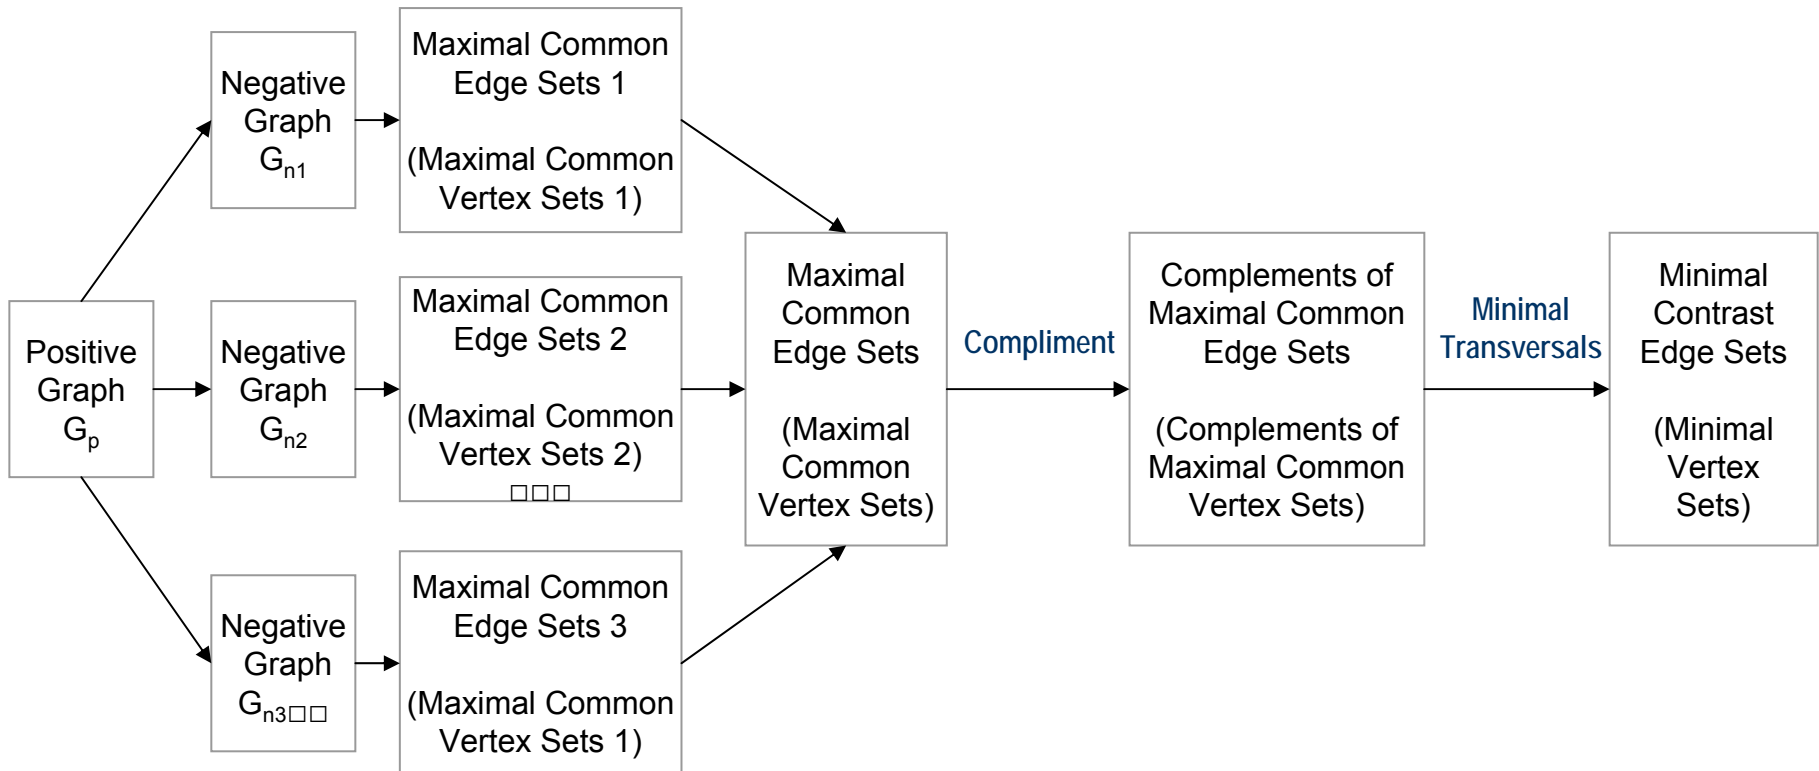 Positive
Graph
Gp
Negative
Graph
Gn1
Maximal Common
Edge Sets 1
(Maximal Common
Vertex Sets 1)
Negative
Graph
Gn2
Maximal Common
Edge Sets 2
(Maximal Common
Vertex Sets 2)
□□□
Negative
Graph
Gn3□□
Maximal Common
Edge Sets 3
(Maximal Common
Vertex Sets 1)
Maximal
Common
Edge Sets
(Maximal
Common
Vertex Sets)
Compliment
Complements of
Maximal Common
Edge Sets
(Complements of
Maximal Common
Vertex Sets)
Minimal
Transversals
Minimal
Contrast
Edge Sets
(Minimal
Vertex
Sets)